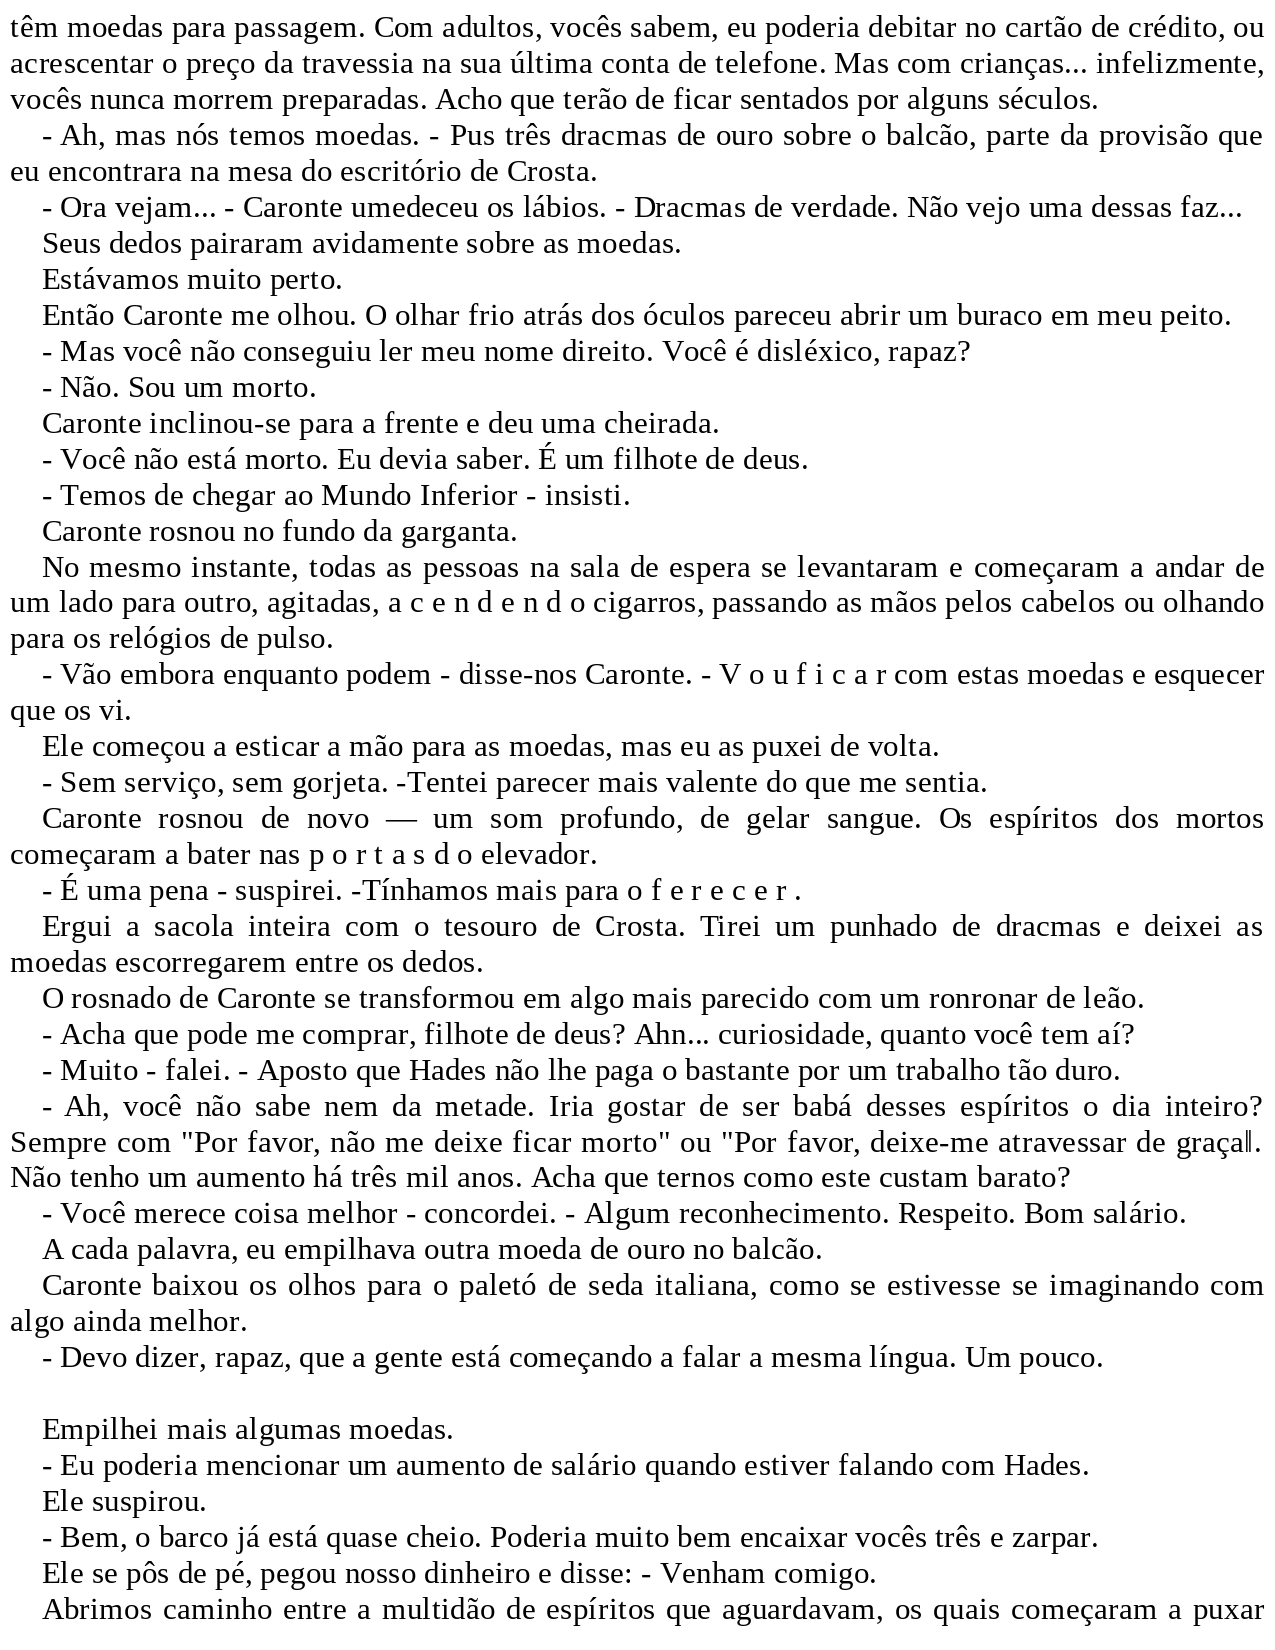 têm moedas para passagem. Com adultos, vocês sabem, eu poderia debitar no cartão de crédito, ou
acrescentar o preço da travessia na sua última conta de telefone. Mas com crianças... infelizmente,
vocês nunca morrem preparadas. Acho que terão de ficar sentados por alguns séculos.
- Ah, mas nós temos moedas. - Pus três dracmas de ouro sobre o balcão, parte da provisão que
eu encontrara na mesa do escritório de Crosta.
- Ora vejam... - Caronte umedeceu os lábios. - Dracmas de verdade. Não vejo uma dessas faz...
Seus dedos pairaram avidamente sobre as moedas.
Estávamos muito perto.
Então Caronte me olhou. O olhar frio atrás dos óculos pareceu abrir um buraco em meu peito.
- Mas você não conseguiu ler meu nome direito. Você é disléxico, rapaz?
- Não. Sou um morto.
Caronte inclinou-se para a frente e deu uma cheirada.
- Você não está morto. Eu devia saber. É um filhote de deus.
- Temos de chegar ao Mundo Inferior - insisti.
Caronte rosnou no fundo da garganta.
No mesmo instante, todas as pessoas na sala de espera se levantaram e começaram a andar de
um lado para outro, agitadas, a c e n d e n d o cigarros, passando as mãos pelos cabelos ou olhando
para os relógios de pulso.
- Vão embora enquanto podem - disse-nos Caronte. - V o u f i c a r com estas moedas e esquecer
que os vi.
Ele começou a esticar a mão para as moedas, mas eu as puxei de volta.
- Sem serviço, sem gorjeta. -Tentei parecer mais valente do que me sentia.
Caronte rosnou de novo — um som profundo, de gelar sangue. Os espíritos dos mortos
começaram a bater nas p o r t a s d o elevador.
- É uma pena - suspirei. -Tínhamos mais para o f e r e c e r .
Ergui a sacola inteira com o tesouro de Crosta. Tirei um punhado de dracmas e deixei as
moedas escorregarem entre os dedos.
O rosnado de Caronte se transformou em algo mais parecido com um ronronar de leão.
- Acha que pode me comprar, filhote de deus? Ahn... curiosidade, quanto você tem aí?
- Muito - falei. - Aposto que Hades não lhe paga o bastante por um trabalho tão duro.
- Ah, você não sabe nem da metade. Iria gostar de ser babá desses espíritos o dia inteiro?
Sempre com "Por favor, não me deixe ficar morto" ou "Por favor, deixe-me atravessar de graça‖.
Não tenho um aumento há três mil anos. Acha que ternos como este custam barato?
- Você merece coisa melhor - concordei. - Algum reconhecimento. Respeito. Bom salário.
A cada palavra, eu empilhava outra moeda de ouro no balcão.
Caronte baixou os olhos para o paletó de seda italiana, como se estivesse se imaginando com
algo ainda melhor.
- Devo dizer, rapaz, que a gente está começando a falar a mesma língua. Um pouco.
Empilhei mais algumas moedas.
- Eu poderia mencionar um aumento de salário quando estiver falando com Hades.
Ele suspirou.
- Bem, o barco já está quase cheio. Poderia muito bem encaixar vocês três e zarpar.
Ele se pôs de pé, pegou nosso dinheiro e disse: - Venham comigo.
Abrimos caminho entre a multidão de espíritos que aguardavam, os quais começaram a puxar